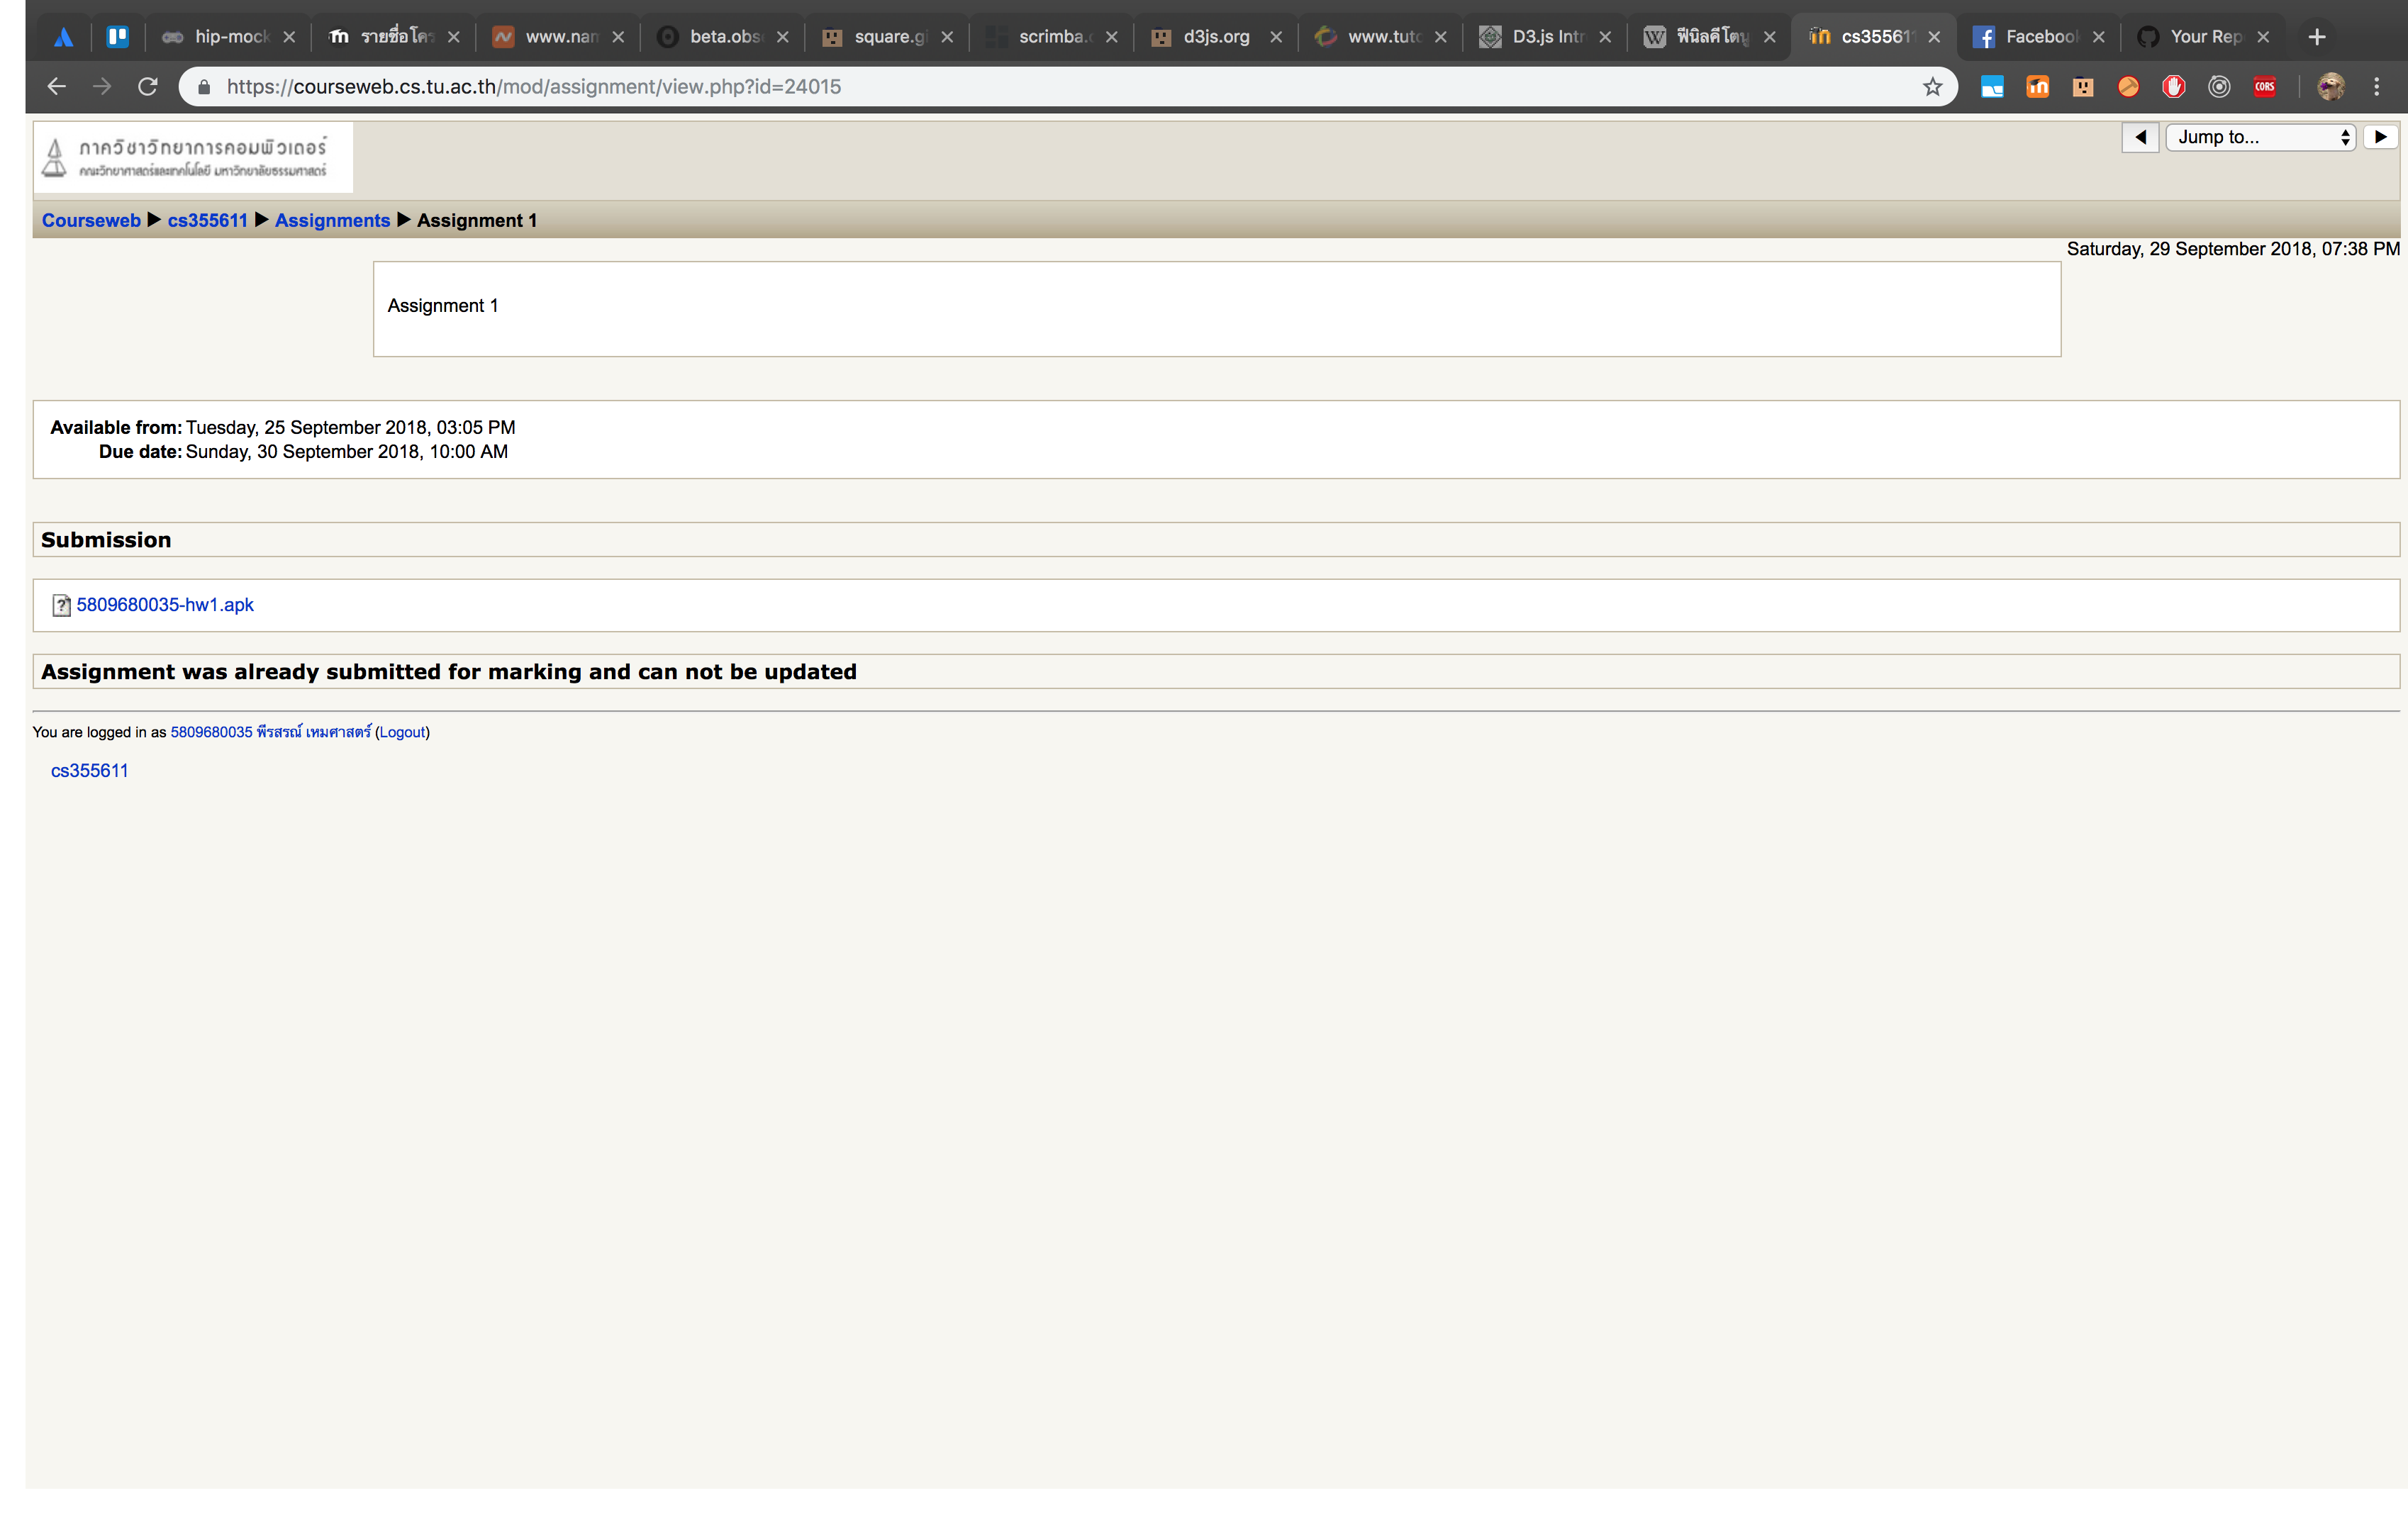 hip-mock
รายชื่อโคร
www.nam
beta.obs
square.gi
scrimba.c
d3js.org
www.tuto
D3.js Intr
ฟีนิลคีโตนู
cs355611
Facebook
Your Rep
https://courseweb.cs.tu.ac.th/mod/assignment/view.php?id=24015
CORS
ภาควิชาวิทยาการคอมพิวเตอร์
คณะวิทยาศาสตร์และเทคโนโลยี มหาวิทยาลัยธรรมศาสตร์
Jump to...
Courseweb ► cs355611 ► Assignments ► Assignment 1
Saturday, 29 September 2018, 07:38 PM
Assignment 1
Available from: Tuesday, 25 September 2018, 03:05 PM
Due date: Sunday, 30 September 2018, 10:00 AM
Submission
5809680035-hw1.apk
Assignment was already submitted for marking and can not be updated
You are logged in as 5809680035 พีรสรณ์ เหมศาสตร์ (Logout)
cs355611